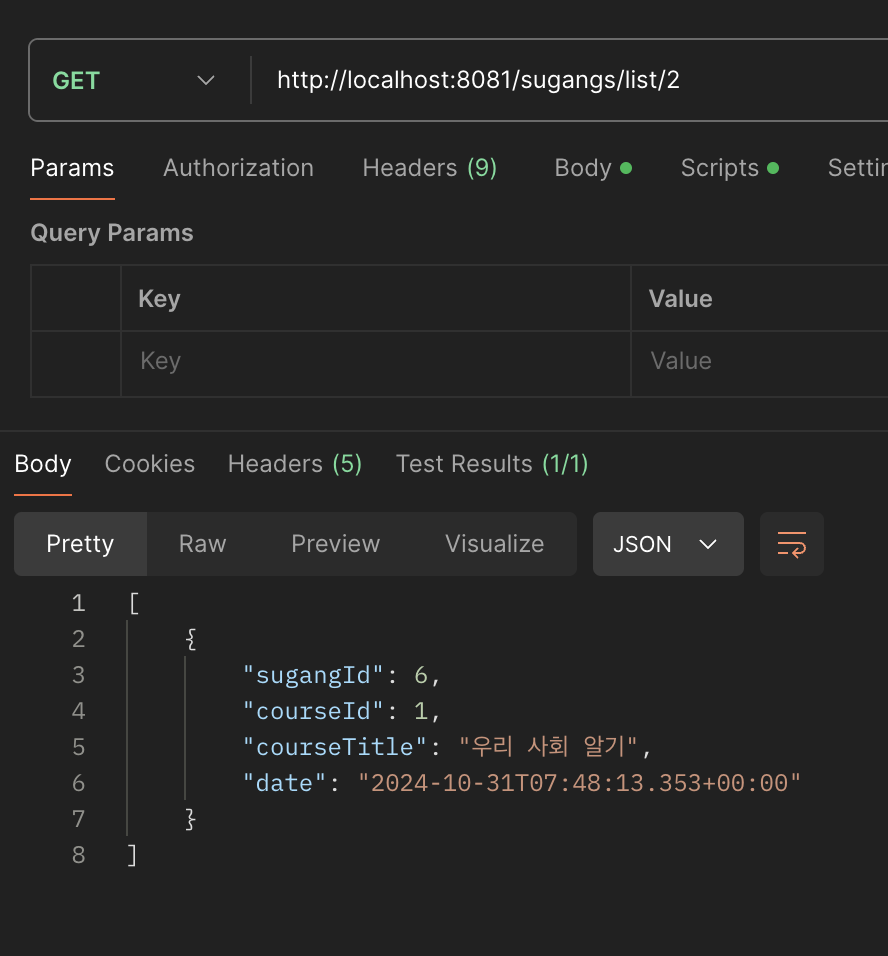 GET http://localhost:8081/sugangs/list/2
Params Authorization Headers (9) Body Scripts
Query Params
Key Value
Key Value
Body Cookies Headers (5) Test Results (1/1)
Pretty Raw Preview Visualize JSON
1 [
2 {
3 "sugangId": 6,
4 "courseId": 1,
5 "courseTitle": "우리 사회 알기",
6 "date": "2024-10-31T07:48:13.353+00:00"
7 }
8 ]